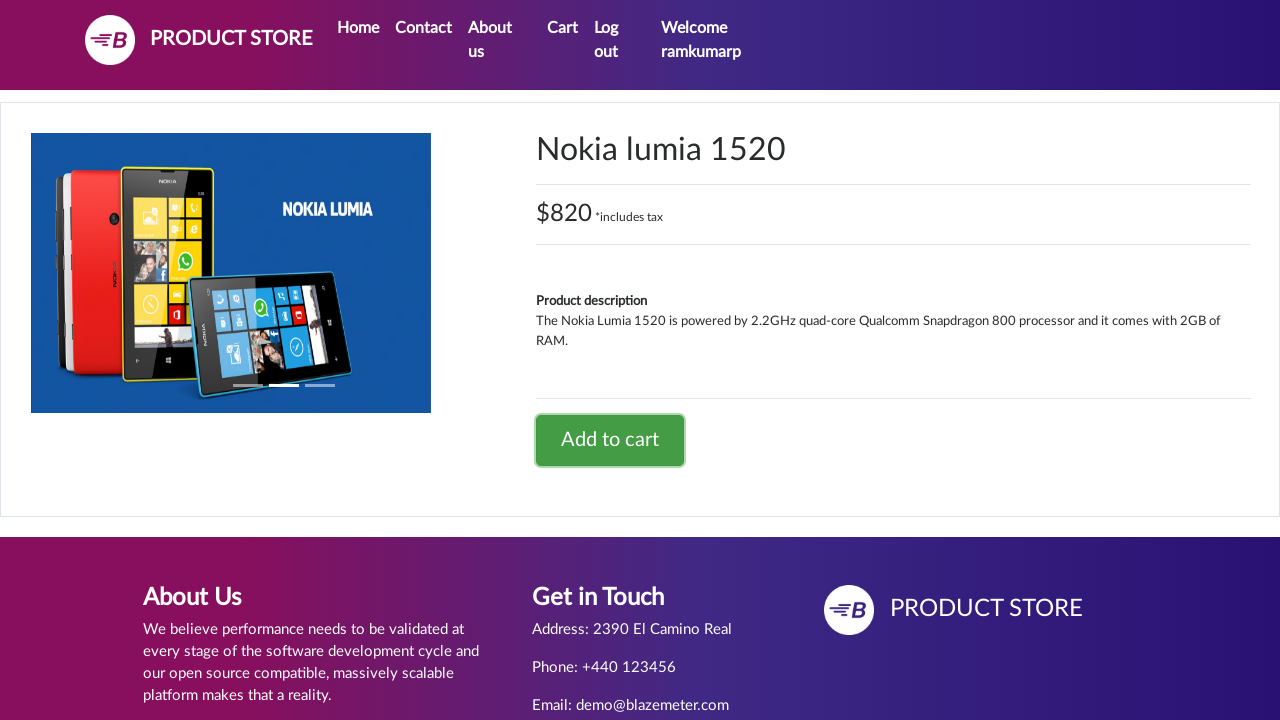 PRODUCT STORE
Home
Contact
About us
Cart
Log out
Welcome ramkumarp
NOKIA LUMIA
Nokia lumia 1520
$820 *includes tax
Product description
The Nokia Lumia 1520 is powered by 2.2GHz quad-core Qualcomm Snapdragon 800 processor and it comes with 2GB of
RAM.
Add to cart
About Us
We believe performance needs to be validated at
every stage of the software development cycle and
our open source compatible, massively scalable
platform makes that a reality.
Get in Touch
Address: 2390 El Camino Real
Phone: +440 123456
Email: demo@blazemeter.com
PRODUCT STORE